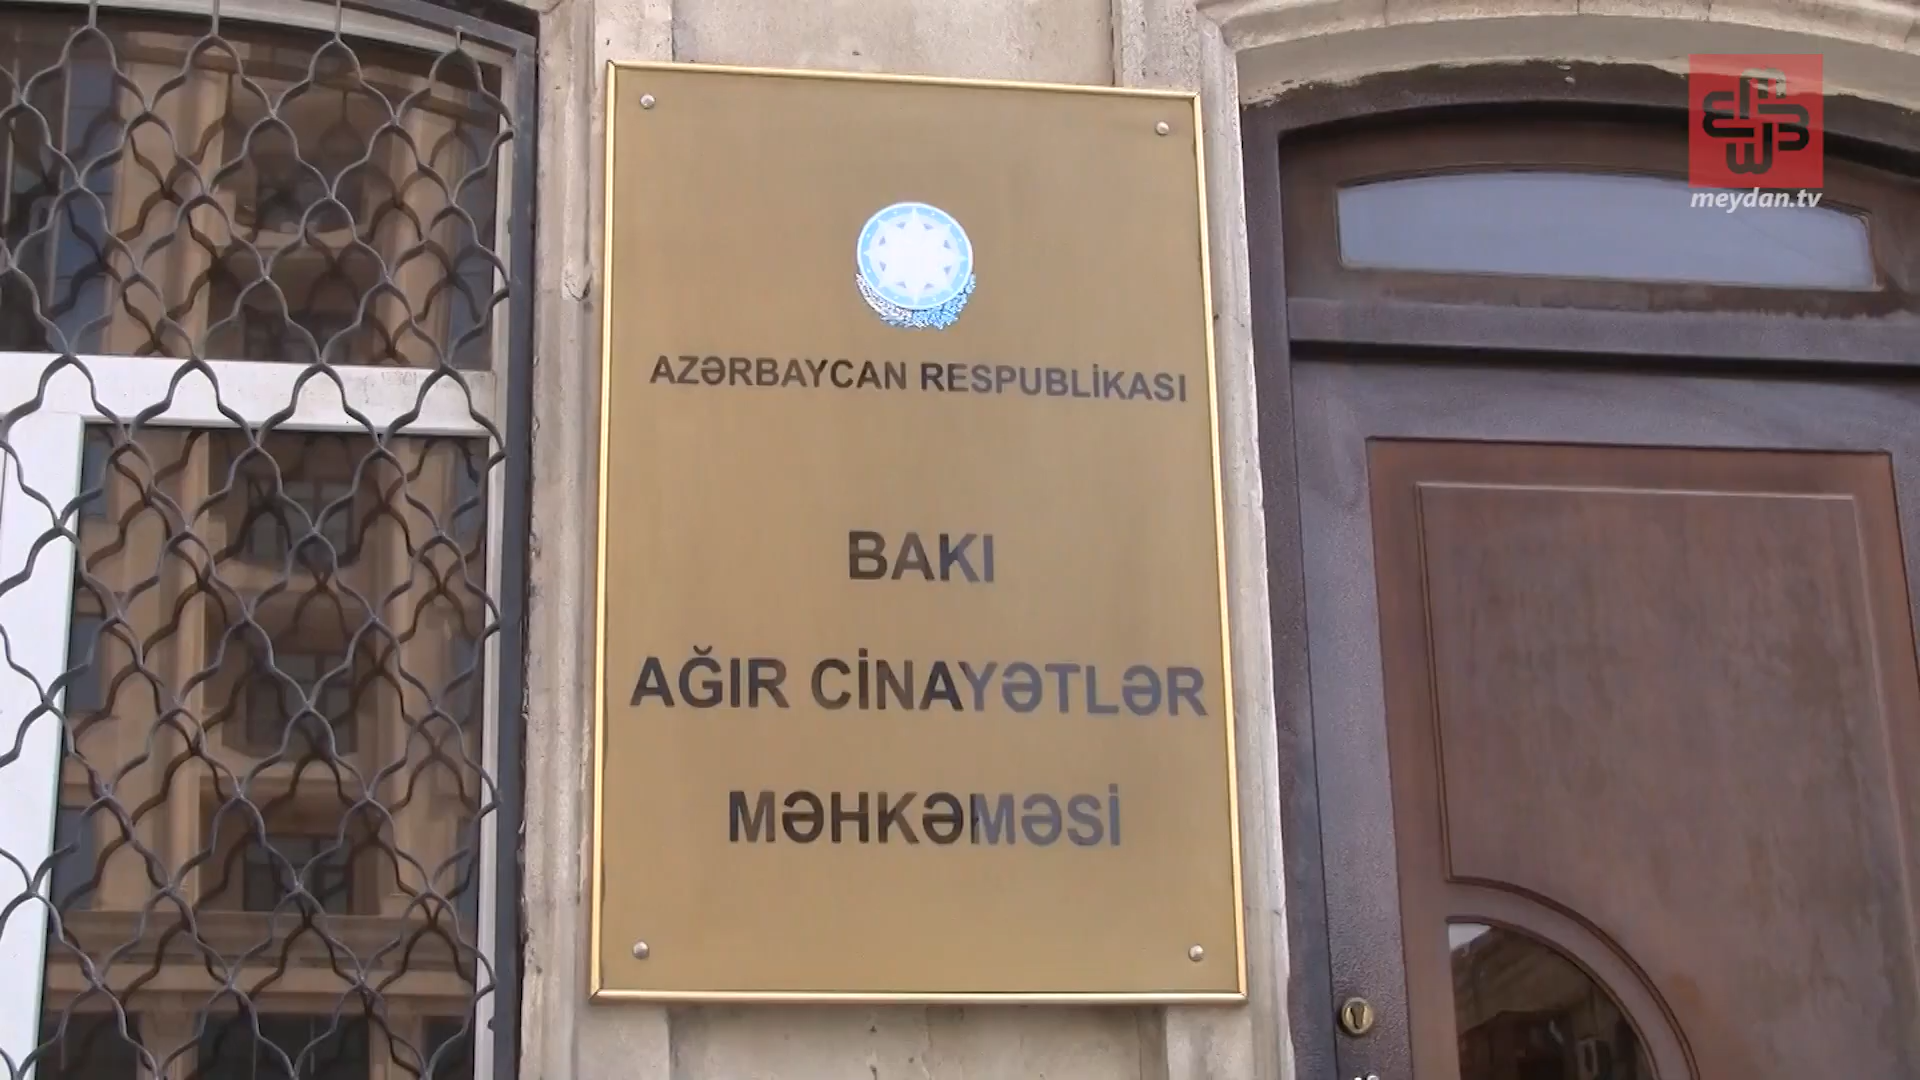 meydan.tv
AZƏRBAYCAN RESPUBLİKASI
BAKI
AĞIR CİNAYƏTLƏR
MƏHKƏMƏSİ